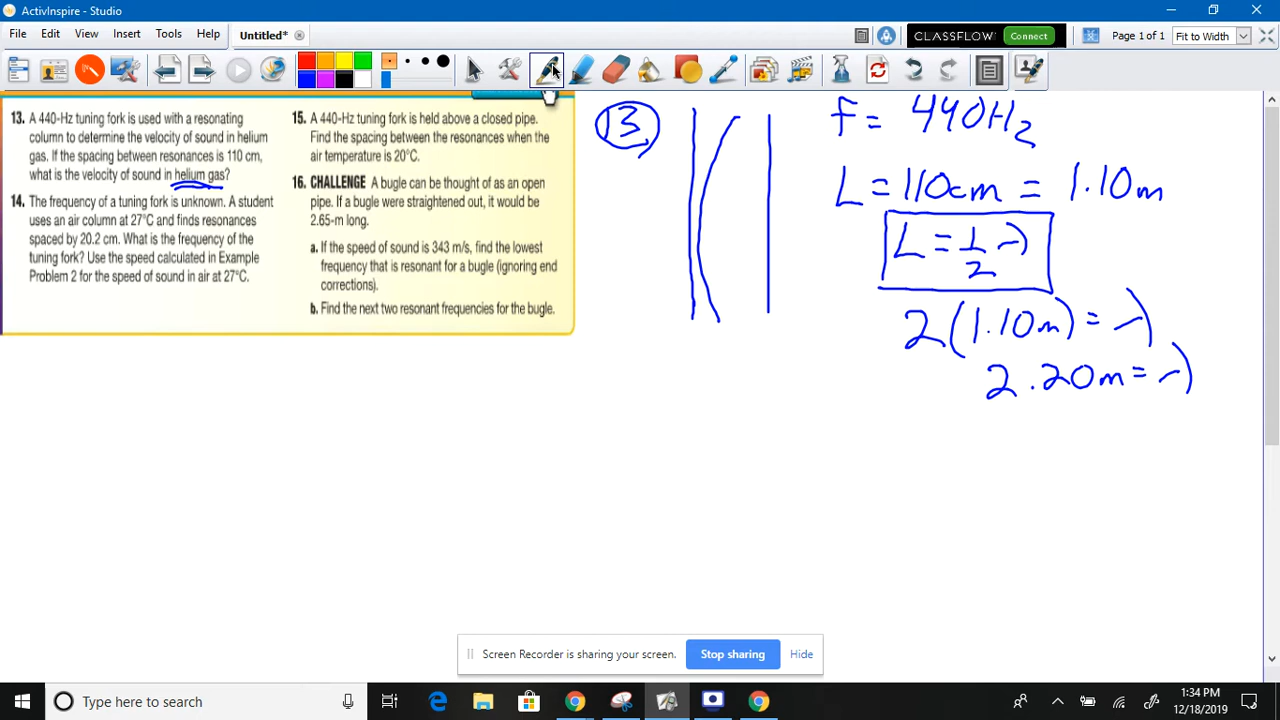 ActivInspire - Studio
File Edit View Insert Tools Help Untitled*
CLASSFLOW Connect Page 1 of 1 Fit to Width
13. A 440-Hz tuning fork is used with a resonating
column to determine the velocity of sound in helium
gas. If the spacing between resonances is 110 cm,
what is the velocity of sound in helium gas?
14. The frequency of a tuning fork is unknown. A student
uses an air column at 27°C and finds resonances
spaced by 20.2 cm. What is the frequency of the
tuning fork? Use the speed calculated in Example
Problem 2 for the speed of sound in air at 27°C.
15. A 440-Hz tuning fork is held above a closed pipe.
Find the spacing between the resonances when the
air temperature is 20°C.
16. CHALLENGE A bugle can be thought of as an open
pipe. If a bugle were straightened out, it would be
2.65-m long.
a. If the speed of sound is 343 m/s, find the lowest
frequency that is resonant for a bugle (ignoring end
corrections).
b. Find the next two resonant frequencies for the bugle.
13
f = 440Hz
L = 110cm = 1.10m
L = 1/2 λ
2(1.10m) = λ
2.20m = λ
Screen Recorder is sharing your screen. Stop sharing Hide
Type here to search
1:34 PM
12/18/2019